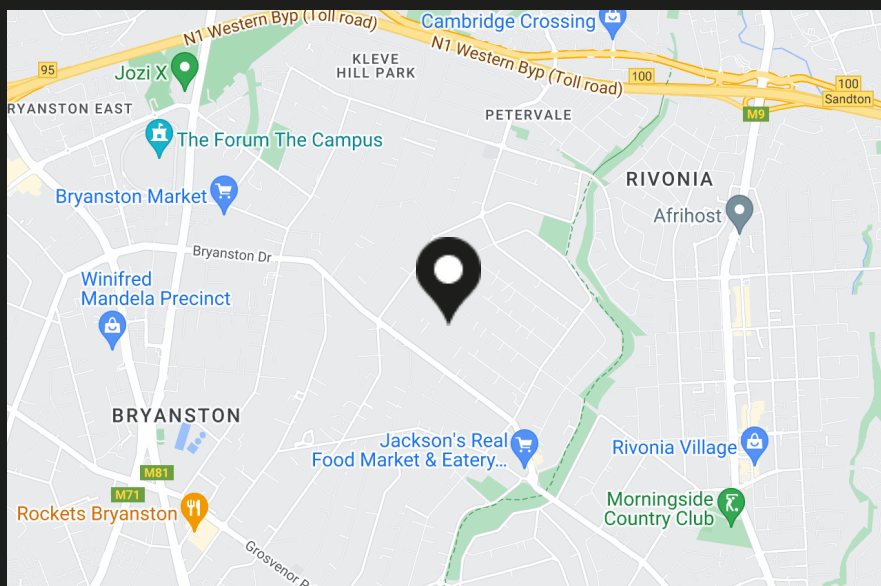 N1 Western Byp (Toll road)
Cambridge Crossing
N1 Western Byp (Toll road)
95
Jozi X
KLEVE
HILL PARK
100
100
Sandton
RYANSTON EAST
PETERVALE
M9
The Forum The Campus
RIVONIA
Bryanston Market
Afrihost
Bryanston Dr
Winifred
Mandela Precinct
BRYANSTON
Jackson's Real
Food Market & Eatery...
Rivonia Village
M81
M71
Rockets Bryanston
Morningside
Country Club
Grosvenor R